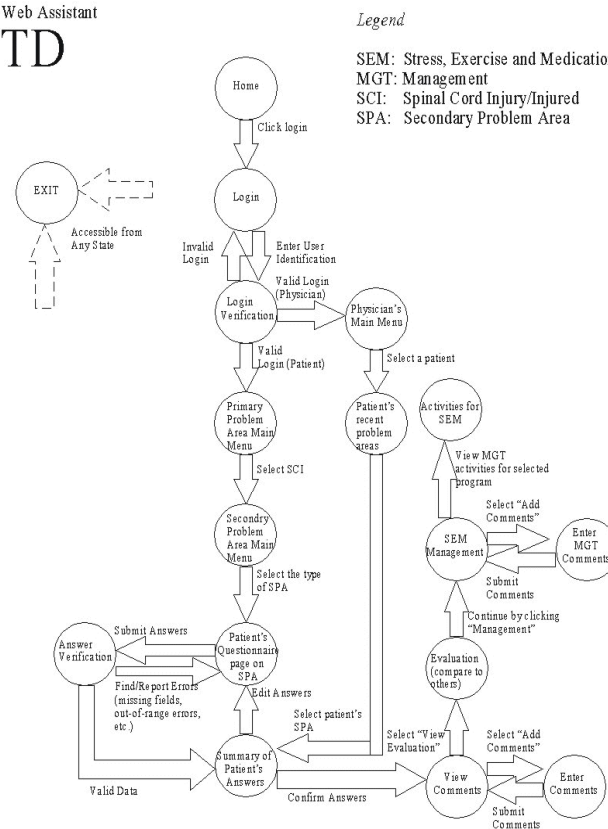 Web Assistant
TD
Legend
SEM: Stress, Exercise and Medicatio
MGT: Management
SCI: Spinal Cord Injury/Injured
SPA: Secondary Problem Area
Home
Click login
Login
EXIT
Accessible from
Any State
Invalid
Login
Enter User
Identification
Login
Verification
Valid Login
(Physician)
Physician's
Main Menu
Valid
Login (Patient)
Select a patient
Primary
Problem
Area Main
Menu
Patient's
recent
problem
areas
Activities for
SEM
View MGT
activities for selected
program
Select SCI
Secondry
Problem
Area Main
Menu
SEM
Management
Select “Add
Comments”
Enter
MGT
Comments
Submit
Comments
Select the type
of SPA
Continue by clicking
“Management”
Submit Answers
Answer
Verification
Patient's
Questionnaire
page on
SPA
Evaluation
(compare to
others)
Find/Report Errors
(missing fields,
out-of-range errors,
etc.)
Edit Answers
Select patient's
SPA
Select “View
Evaluation”
Select “Add
Comments”
Summary of
Patient's
Answers
View
Comments
Enter
Comments
Valid Data
Confirm Answers
Submit
Comments